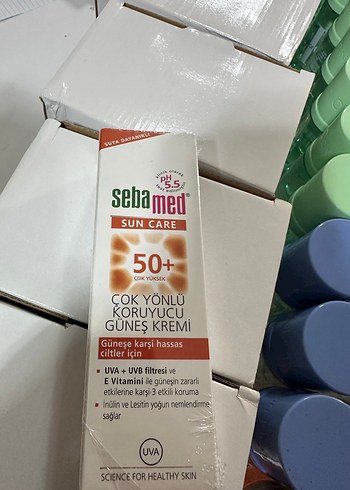 SUYA DAYANIKLI
pH
5.5
sebamed
SUN CARE
50+
ÇOK YÜKSEK
ÇOK YÖNLÜ
KORUYUCU
GÜNEŞ KREMİ
Güneşe karşı hassas
ciltler için
• UVA + UVB filtresi ve
E Vitamini ile güneşin zararlı
etkilerine karşı 3 etkili koruma
• İnülin ve Lesitin yoğun nemlendirme
sağlar
UVA
SCIENCE FOR HEALTHY SKIN